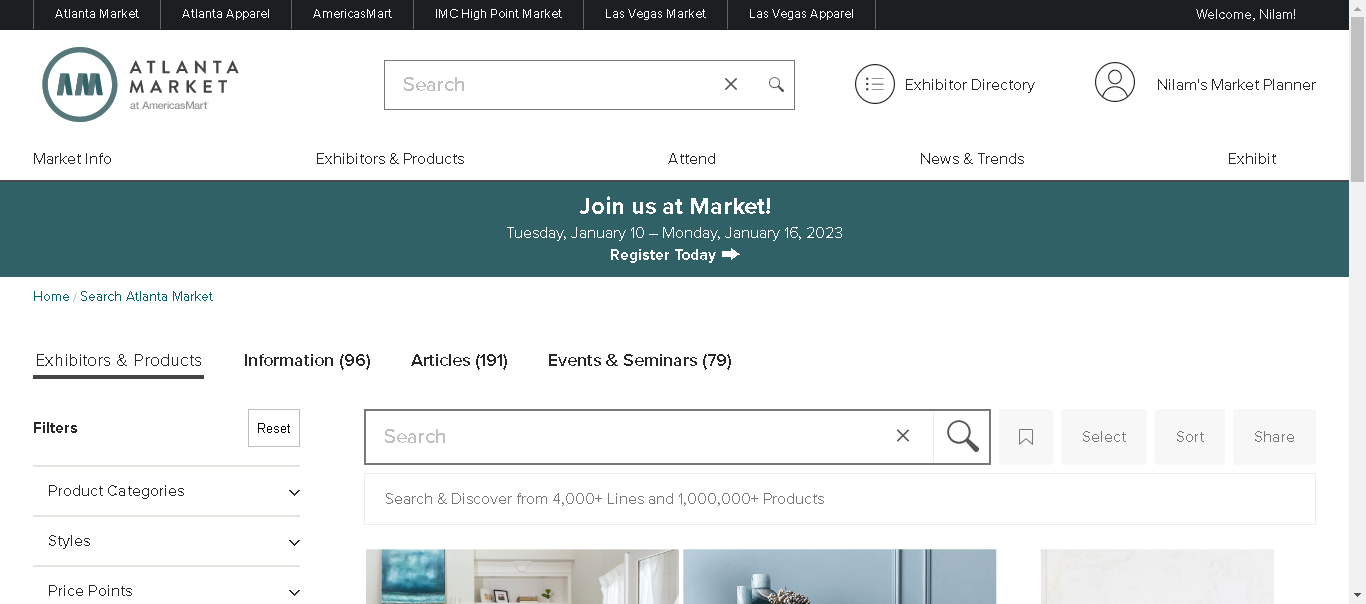 Atlanta Market
Atlanta Apparel
AmericasMart
IMC High Point Market
Las Vegas Market
Las Vegas Apparel
Welcome, Nilam!
AM
ATLANTA
MARKET
at AmericasMart
Search
Exhibitor Directory
Nilam's Market Planner
Market Info
Exhibitors & Products
Attend
News & Trends
Exhibit
Join us at Market!
Tuesday, January 10 – Monday, January 16, 2023
Register Today
Home / Search Atlanta Market
Exhibitors & Products
Information (96)
Articles (191)
Events & Seminars (79)
Filters
Reset
Search
Select
Sort
Share
Product Categories
Search & Discover from 4,000+ Lines and 1,000,000+ Products
Styles
Price Points